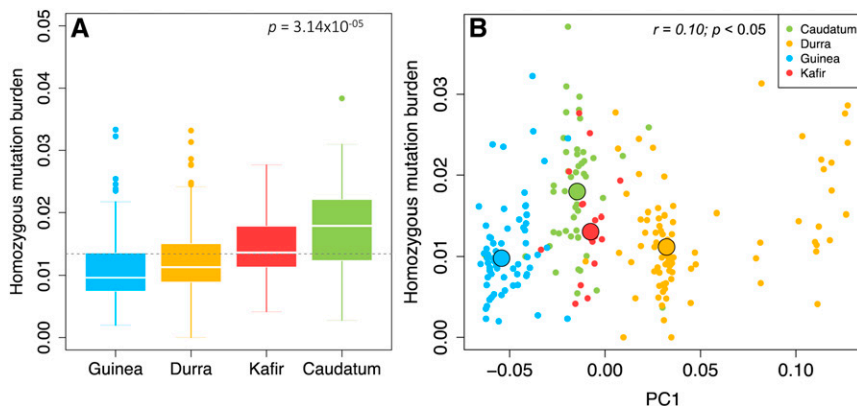 A
p = 3.14x10-05
Homozygous mutation burden
0.05
0.04
0.03
0.02
0.01
0.00
Guinea
Durra
Kafir
Caudatum
B
r = 0.10; p < 0.05
Caudatum
Durra
Guinea
Kafir
Homozygous mutation burden
0.03
0.02
0.01
0.00
−0.05
0.00
0.05
0.10
PC1